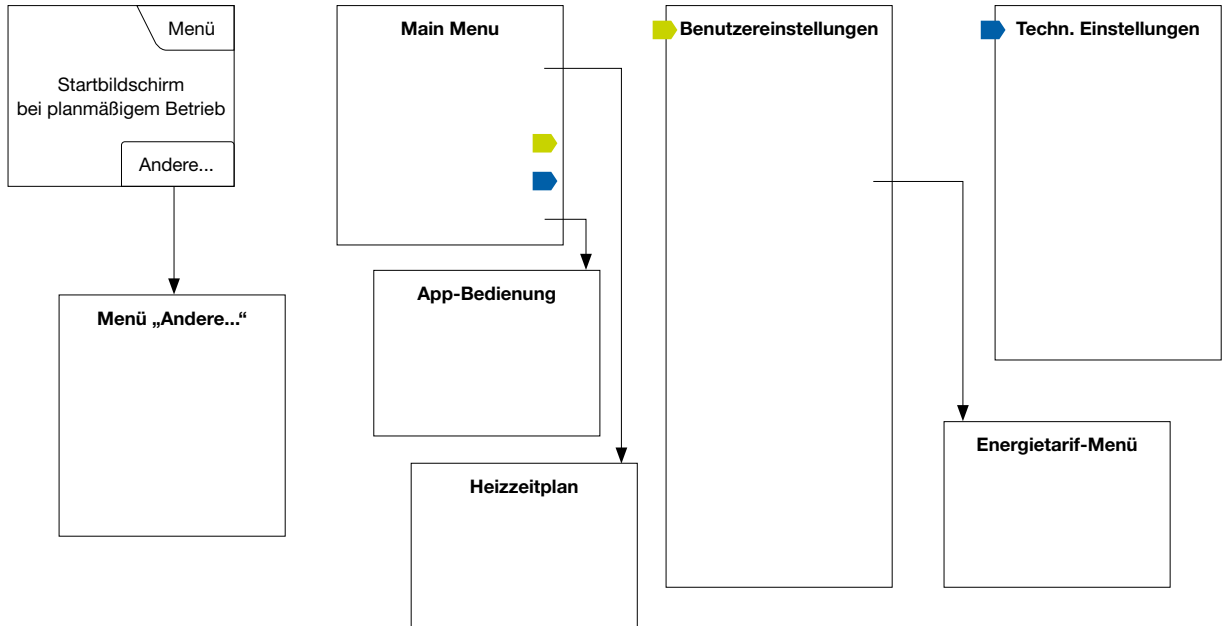 Menü
Startbildschirm
bei planmäßigem Betrieb
Andere...
Menü „Andere...“
Main Menu
App-Bedienung
Heizzeitplan
Benutzereinstellungen
Techn. Einstellungen
Energietarif-Menü